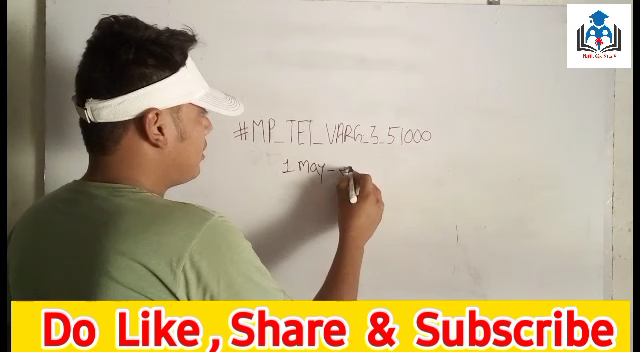 #MP_TET_VARG_3_51000
1 May -
Do Like , Share & Subscribe